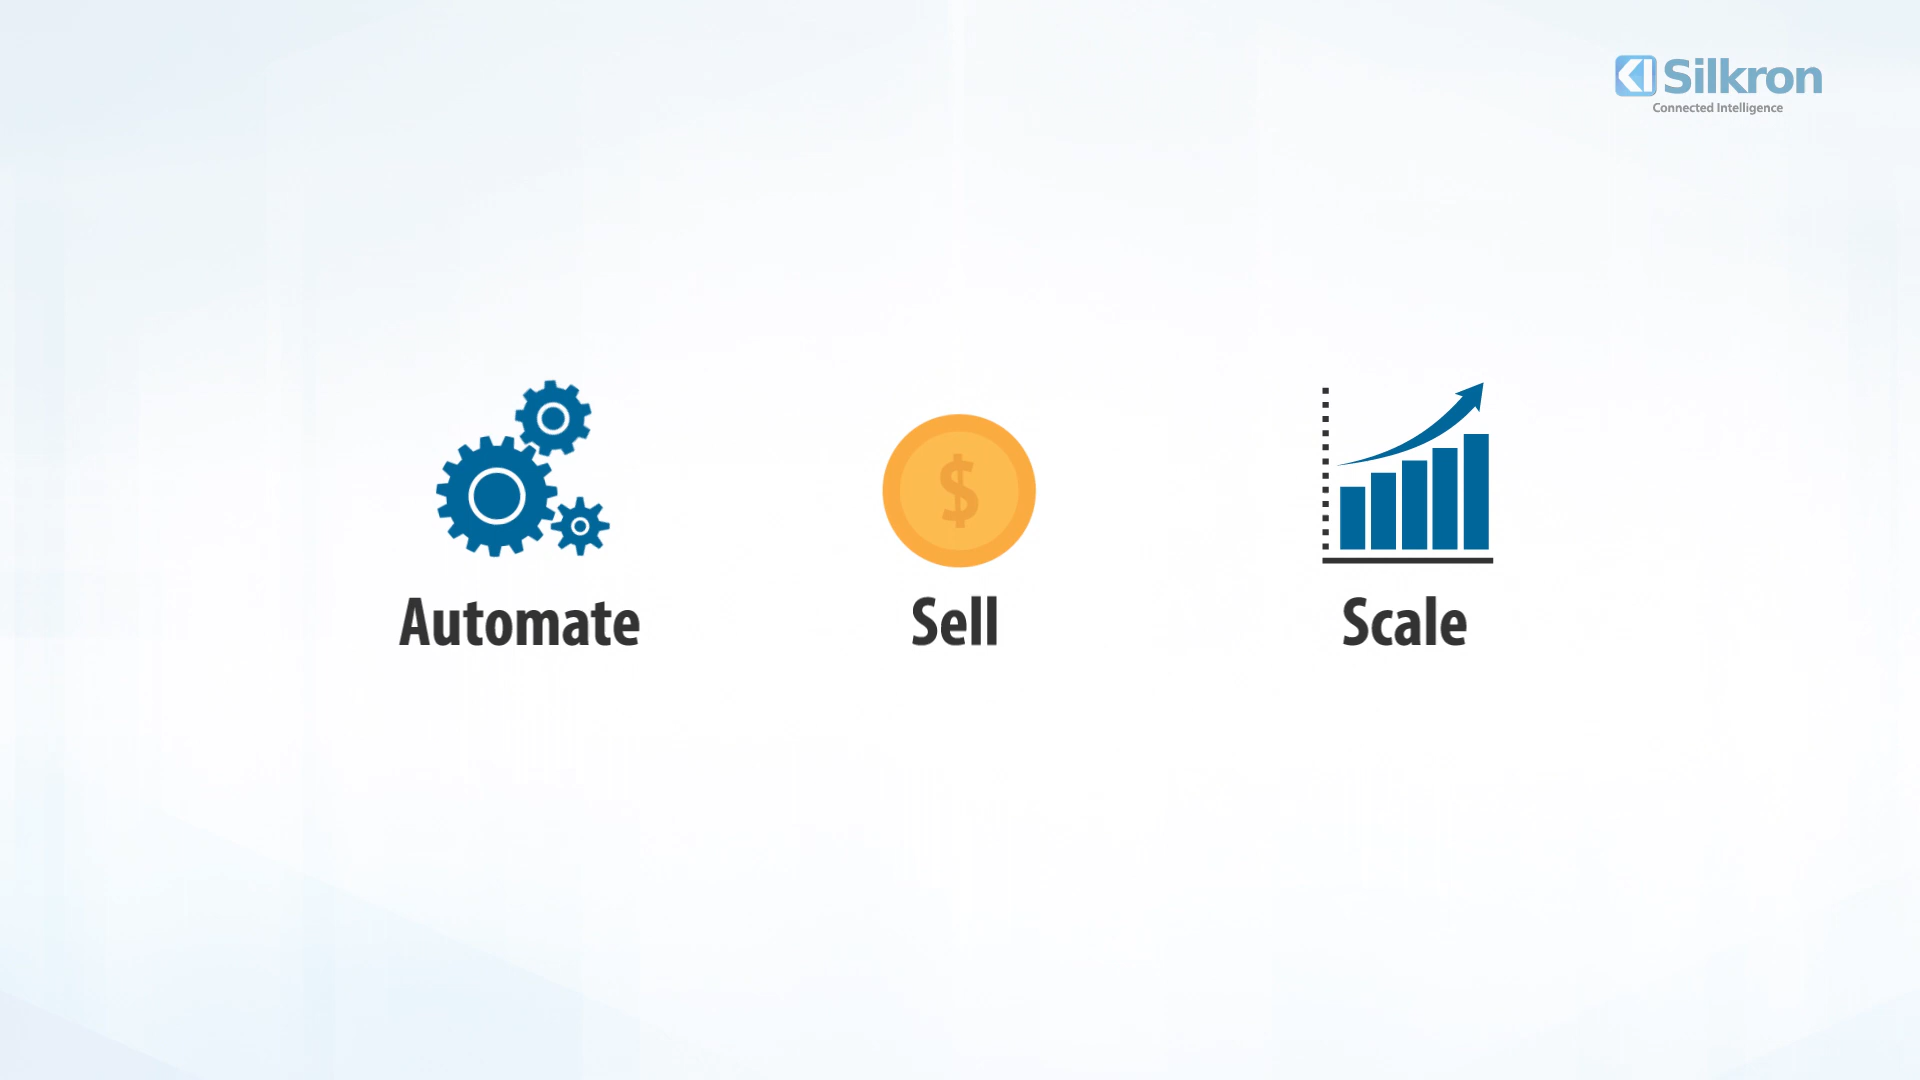 Silkron
Connected Intelligence
$
Automate
Sell
Scale